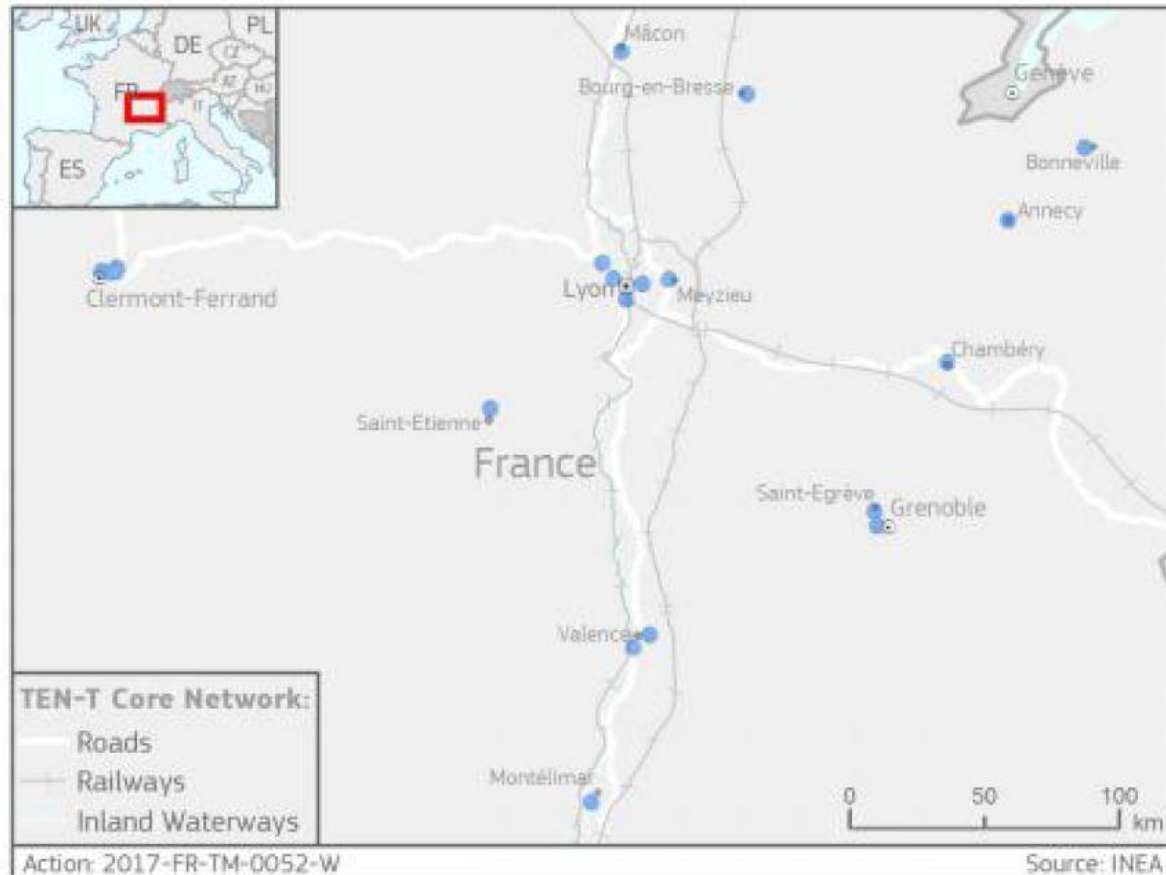 UK
PL
DE
CZ
FR
AT
HU
IT
ES
Mâcon
Bourg-en-Bresse
Genève
Bonneville
Annecy
Clermont-Ferrand
Lyon
Meyzieu
Chambéry
Saint-Etienne
France
Saint-Egrève
Grenoble
Valence
Montélimar
TEN-T Core Network:
Roads
Railways
Inland Waterways
0 50 100
km
Action: 2017-FR-TM-0052-W
Source: INEA